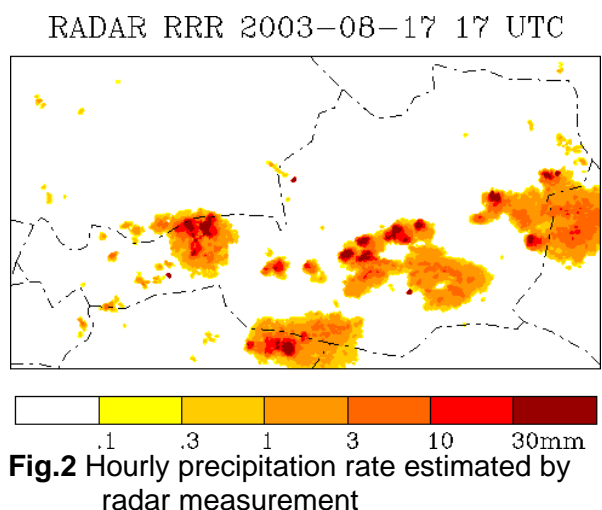 RADAR RRR 2003-08-17 17 UTC
.1 .3 1 3 10 30mm
Fig.2 Hourly precipitation rate estimated by
radar measurement